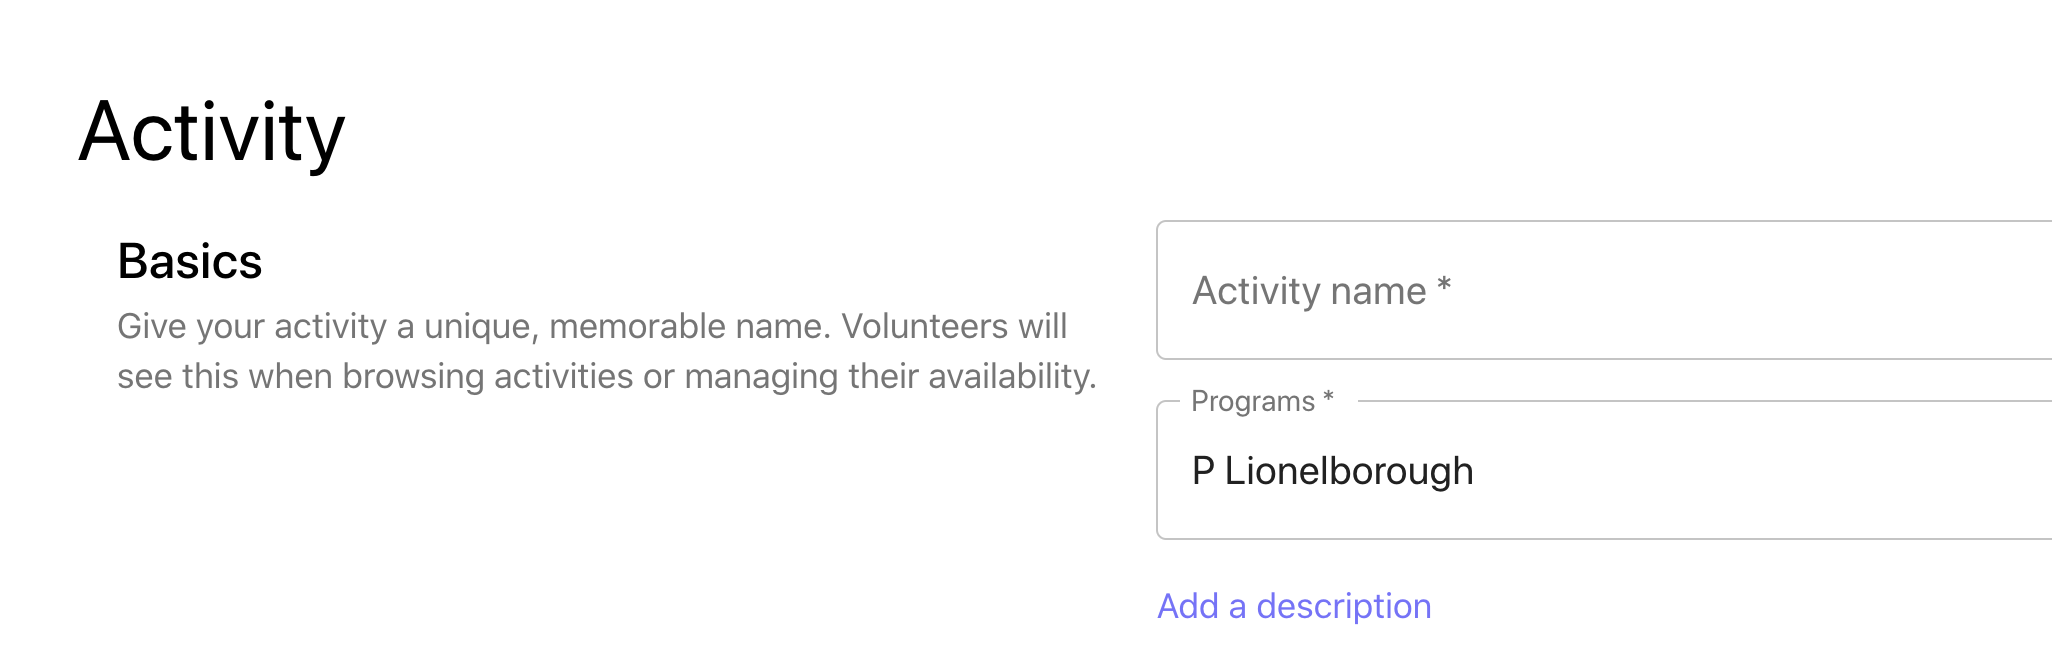 Activity
Basics
Give your activity a unique, memorable name. Volunteers will
see this when browsing activities or managing their availability.
Activity name *
Programs *
P Lionelborough
Add a description